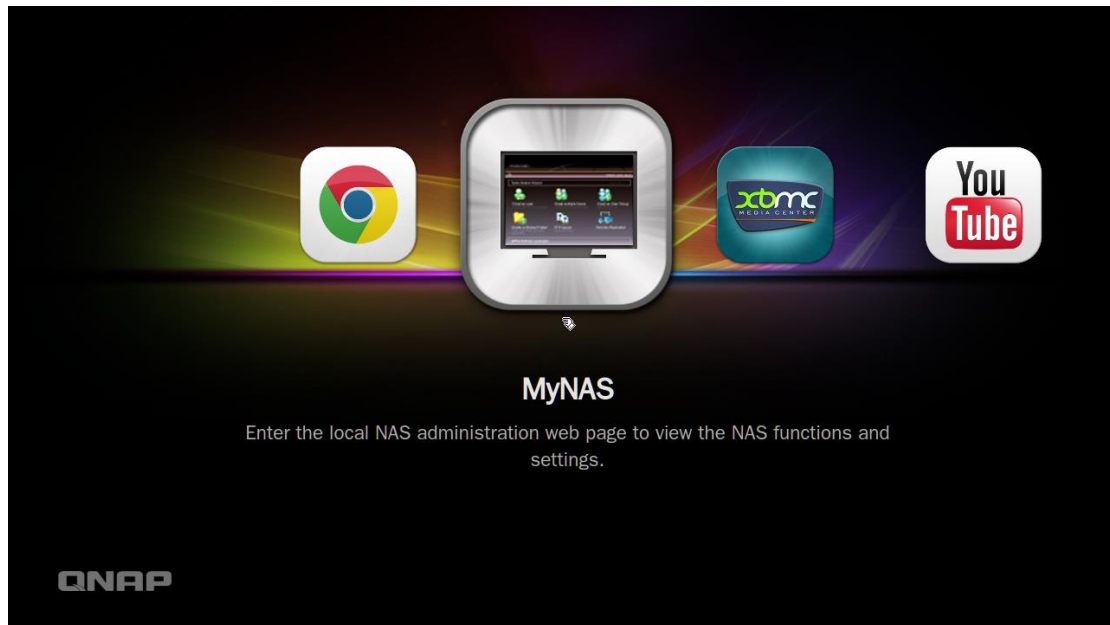 xbmc
MEDIA CENTER
You
Tube
MyNAS
Enter the local NAS administration web page to view the NAS functions and
settings.
QNAP